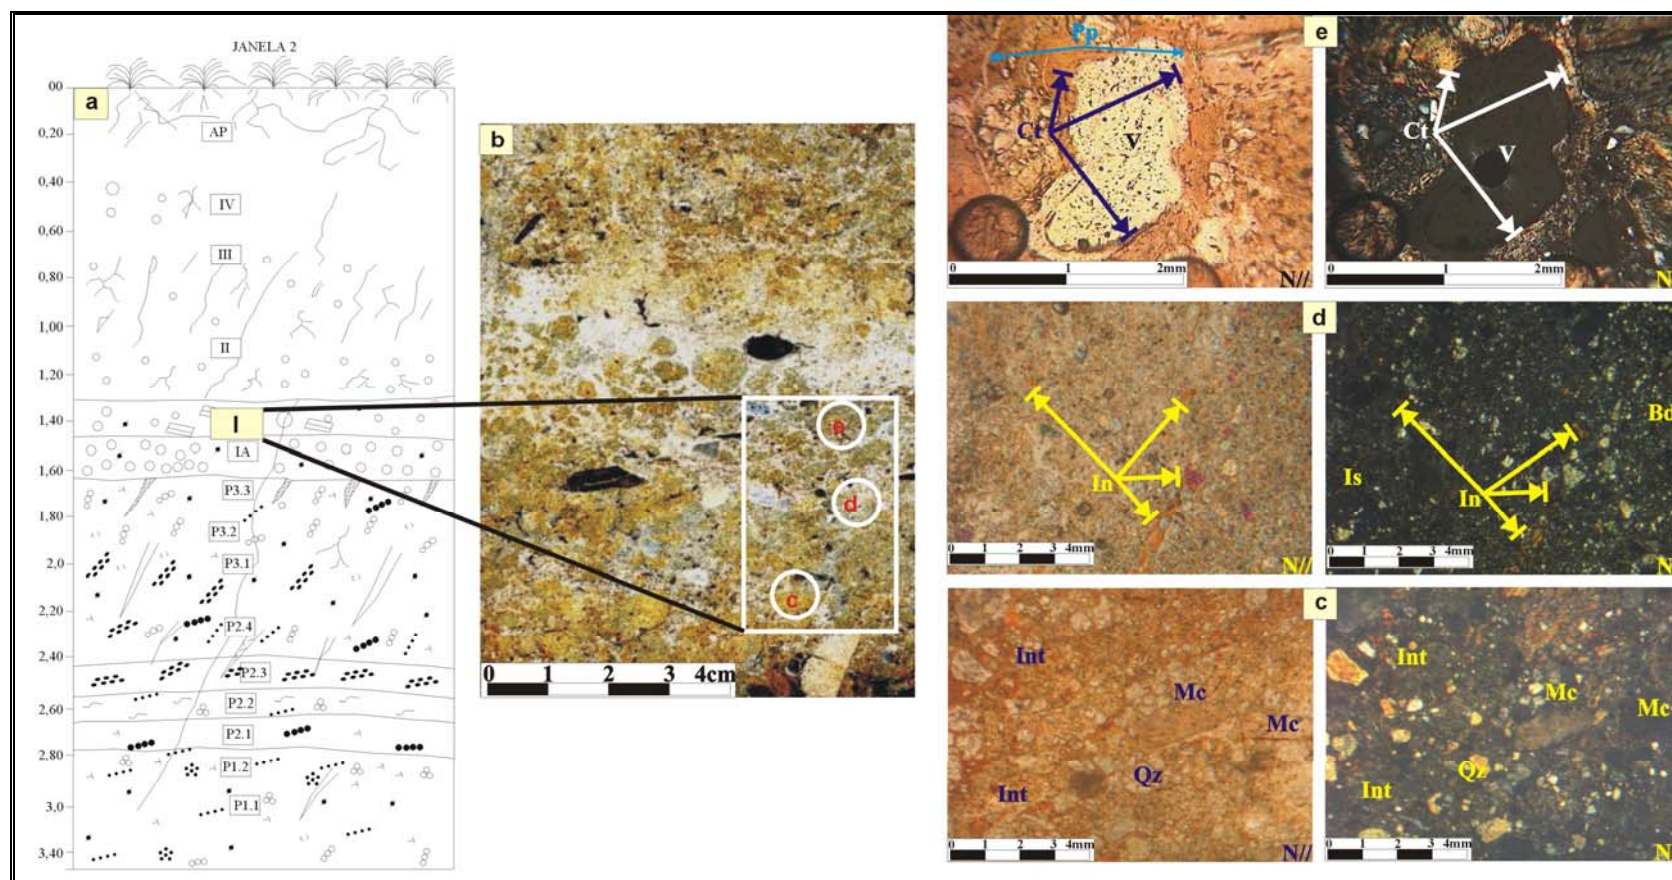 JANELA 2
00
a
0,20
AP
0,40
IV
0,60
III
0,80
1,00
II
1,20
1,40
I
IA
1,60
P3.3
1,80
P3.2
2,0
P3.1
2,20
P2.4
2,40
P2.3
P2.2
2,60
P2.1
2,80
P1.2
3,0
P1.1
3,40
b
e
d
c
0 1 2 3 4cm
Pp
Ct
V
0 1 2mm
N//
e
Ct
V
0 1 2mm
N
In
0 1 2 3 4mm
N//
d
Bo
Is
In
0 1 2 3 4mm
N
Int
Mc
Mc
Qz
Int
0 1 2 3 4mm
N//
c
Int
Mc
Mc
Qz
Int
0 1 2 3 4mm
N